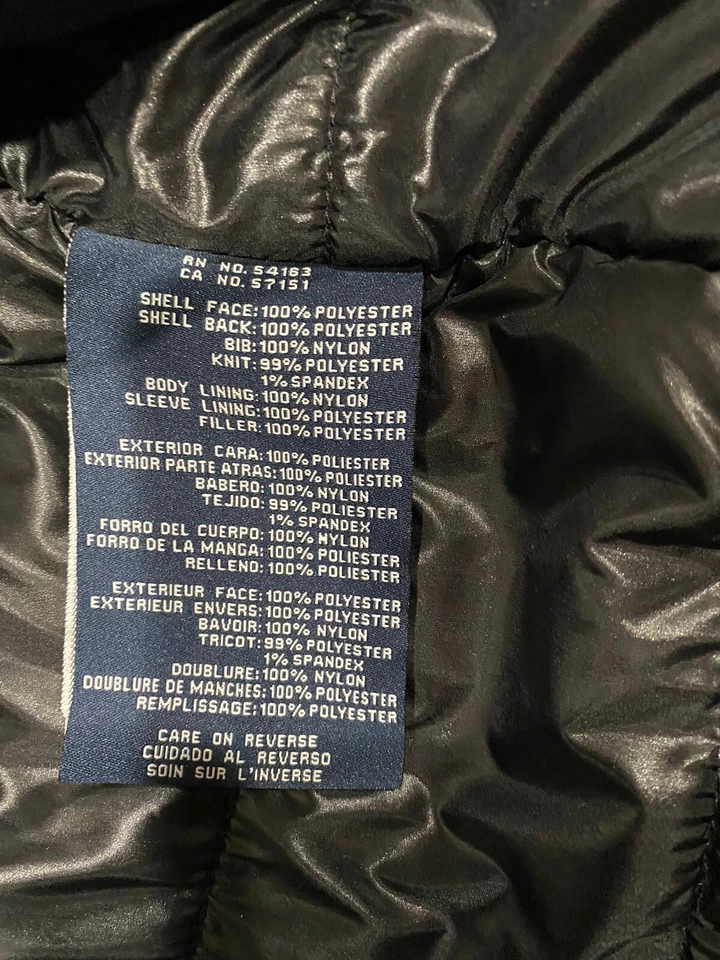 RN NO. 54163
CA NO. 57151
SHELL FACE: 100% POLYESTER
SHELL BACK: 100% POLYESTER
BIB: 100% NYLON
KNIT: 99% POLYESTER
1% SPANDEX
BODY LINING: 100% NYLON
SLEEVE LINING: 100% POLYESTER
FILLER: 100% POLYESTER
EXTERIOR CARA: 100% POLIESTER
EXTERIOR PARTE ATRAS: 100% POLIESTER
BABERO: 100% NYLON
TEJIDO: 99% POLIESTER
1% SPANDEX
FORRO DEL CUERPO: 100% NYLON
FORRO DE LA MANGA: 100% POLIESTER
RELLENO: 100% POLIESTER
EXTERIEUR FACE: 100% POLYESTER
EXTERIEUR ENVERS: 100% POLYESTER
BAVOIR: 100% NYLON
TRICOT: 99% POLYESTER
1% SPANDEX
DOUBLURE: 100% NYLON
DOUBLURE DE MANCHES: 100% POLYESTER
REMPLISSAGE: 100% POLYESTER
CARE ON REVERSE
CUIDADO AL REVERSO
SOIN SUR L'INVERSE